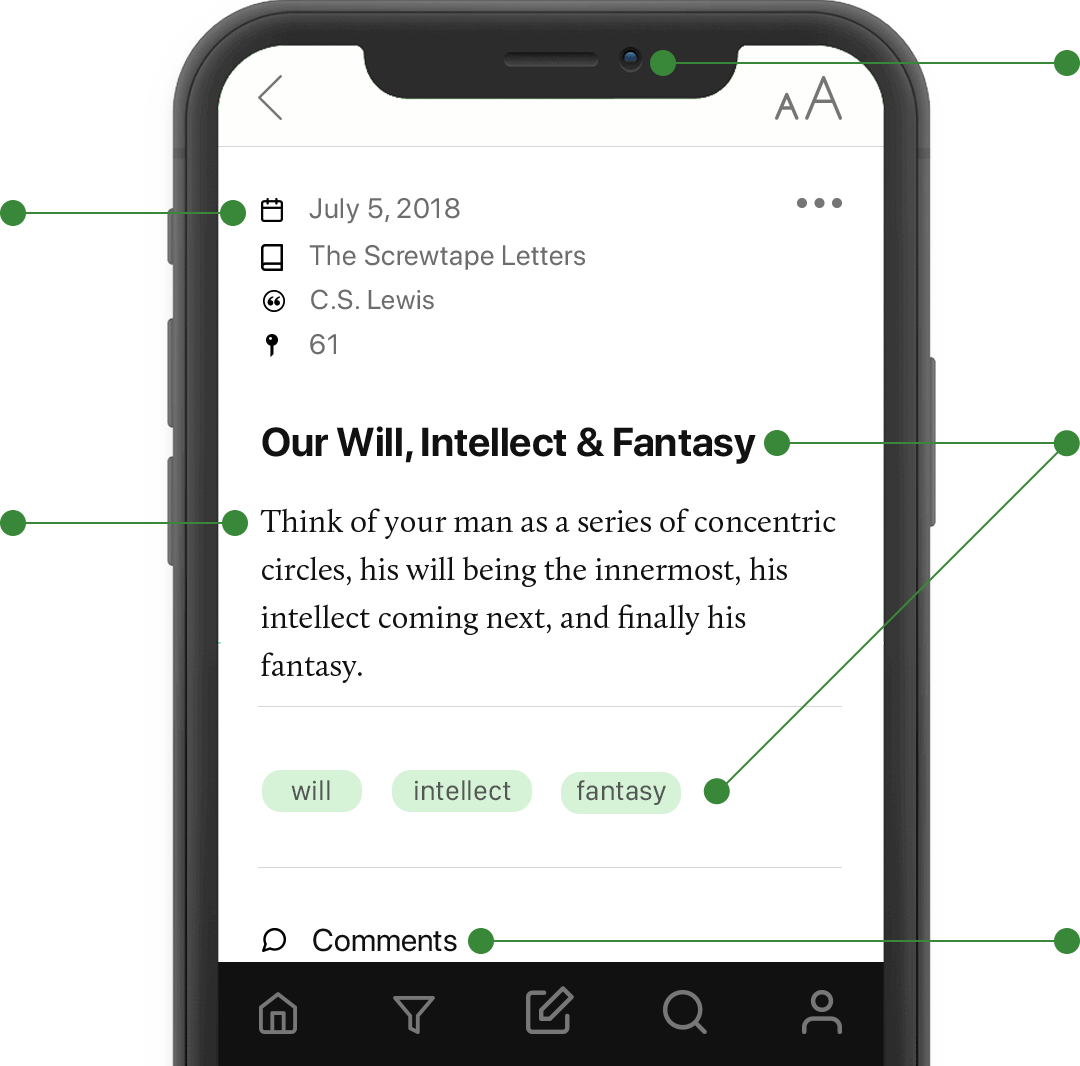 AA
July 5, 2018
The Screwtape Letters
C.S. Lewis
61
Our Will, Intellect & Fantasy
Think of your man as a series of concentric
circles, his will being the innermost, his
intellect coming next, and finally his
fantasy.
will intellect fantasy
Comments